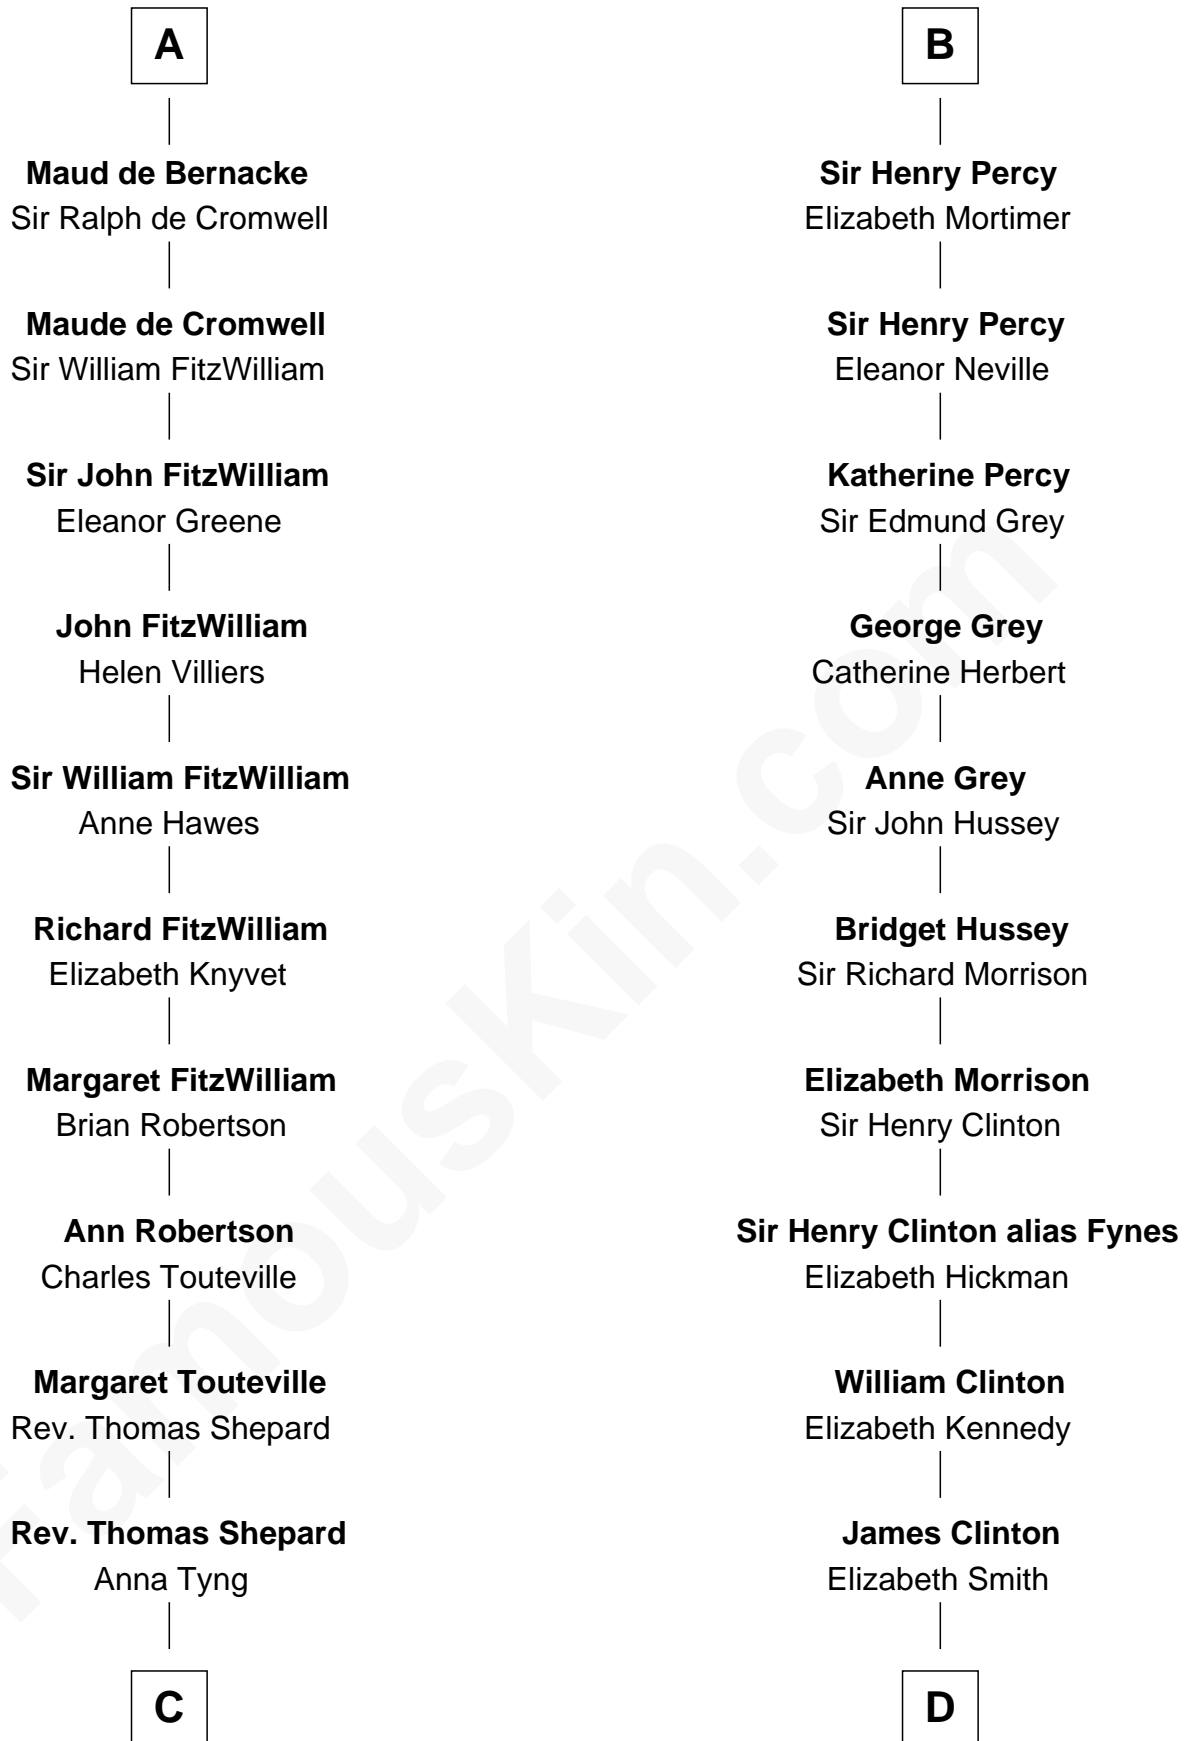 A
Maud de Bernacke
Sir Ralph de Cromwell
Maude de Cromwell
Sir William FitzWilliam
Sir John FitzWilliam
Eleanor Greene
John FitzWilliam
Helen Villiers
Sir William FitzWilliam
Anne Hawes
Richard FitzWilliam
Elizabeth Knyvet
Margaret FitzWilliam
Brian Robertson
Ann Robertson
Charles Touteville
Margaret Touteville
Rev. Thomas Shepard
Rev. Thomas Shepard
Anna Tyng
C
B
Sir Henry Percy
Elizabeth Mortimer
Sir Henry Percy
Eleanor Neville
Katherine Percy
Sir Edmund Grey
George Grey
Catherine Herbert
Anne Grey
Sir John Hussey
Bridget Hussey
Sir Richard Morrison
Elizabeth Morrison
Sir Henry Clinton
Sir Henry Clinton alias Fynes
Elizabeth Hickman
William Clinton
Elizabeth Kennedy
James Clinton
Elizabeth Smith
D
FamousKin.com